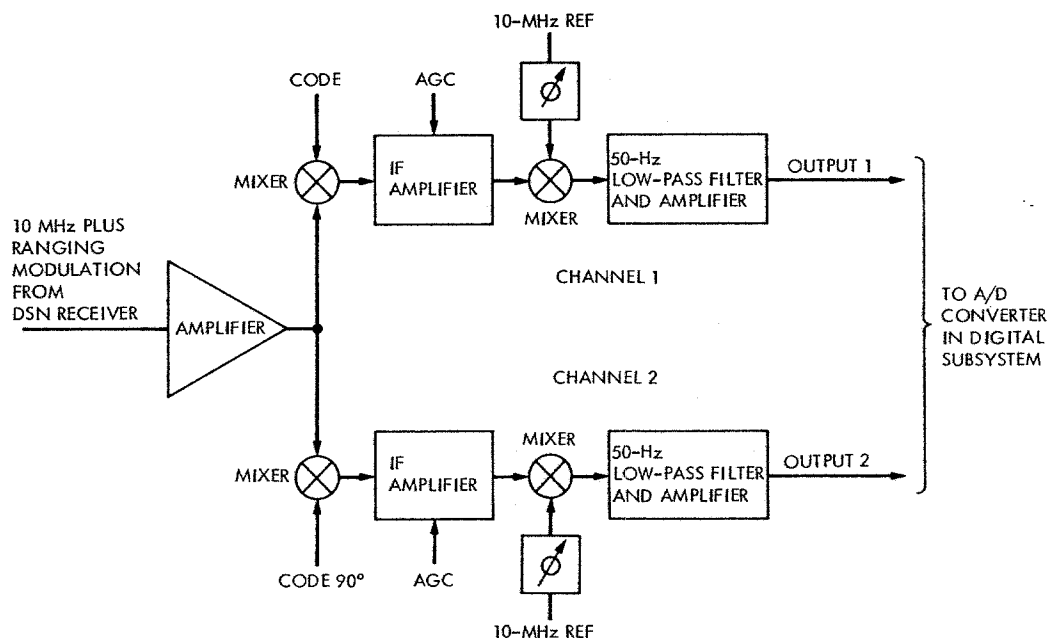 10-MHz REF
CODE
AGC
Ø
MIXER
IF
AMPLIFIER
MIXER
50-Hz
LOW-PASS FILTER
AND AMPLIFIER
OUTPUT 1
10 MHz PLUS
RANGING
MODULATION
FROM
DSN RECEIVER
AMPLIFIER
CHANNEL 1
TO A/D
CONVERTER
IN DIGITAL
SUBSYSTEM
CHANNEL 2
MIXER
IF
AMPLIFIER
MIXER
50-Hz
LOW-PASS FILTER
AND AMPLIFIER
OUTPUT 2
CODE 90°
AGC
Ø
10-MHz REF